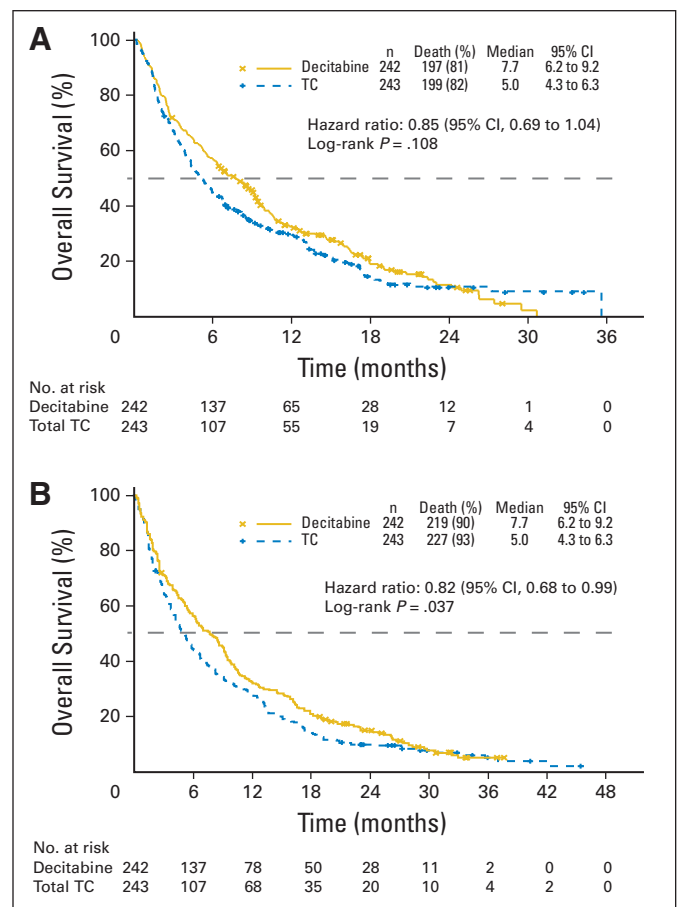 A
n Death (%) Median 95% CI
Decitabine 242 197 (81) 7.7 6.2 to 9.2
TC 243 199 (82) 5.0 4.3 to 6.3
Hazard ratio: 0.85 (95% CI, 0.69 to 1.04)
Log-rank P = .108
Overall Survival (%)
100
80
60
40
20
0 6 12 18 24 30 36
Time (months)
No. at risk
Decitabine 242 137 65 28 12 1 0
Total TC 243 107 55 19 7 4 0
B
n Death (%) Median 95% CI
Decitabine 242 219 (90) 7.7 6.2 to 9.2
TC 243 227 (93) 5.0 4.3 to 6.3
Hazard ratio: 0.82 (95% CI, 0.68 to 0.99)
Log-rank P = .037
Overall Survival (%)
100
80
60
40
20
0 6 12 18 24 30 36 42 48
Time (months)
No. at risk
Decitabine 242 137 78 50 28 11 2 0 0
Total TC 243 107 68 35 20 10 4 2 0